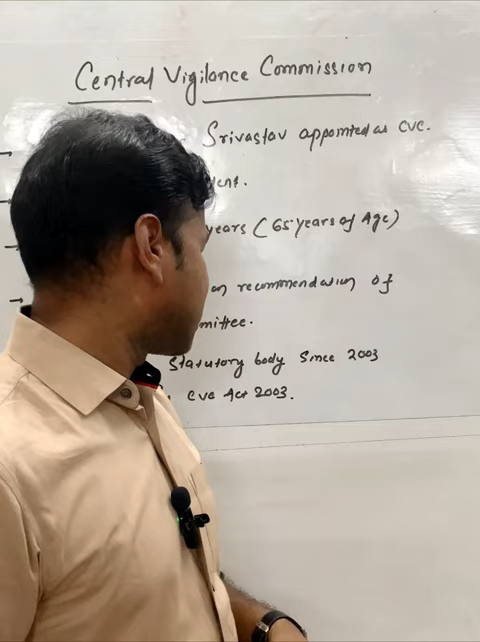 Central Vigilance Commission
Srivastav appointed as CVC.
dent.
years (65 years of Age)
on recommendation of
mittee.
Statutory body Since 2003
CVC Act 2003.